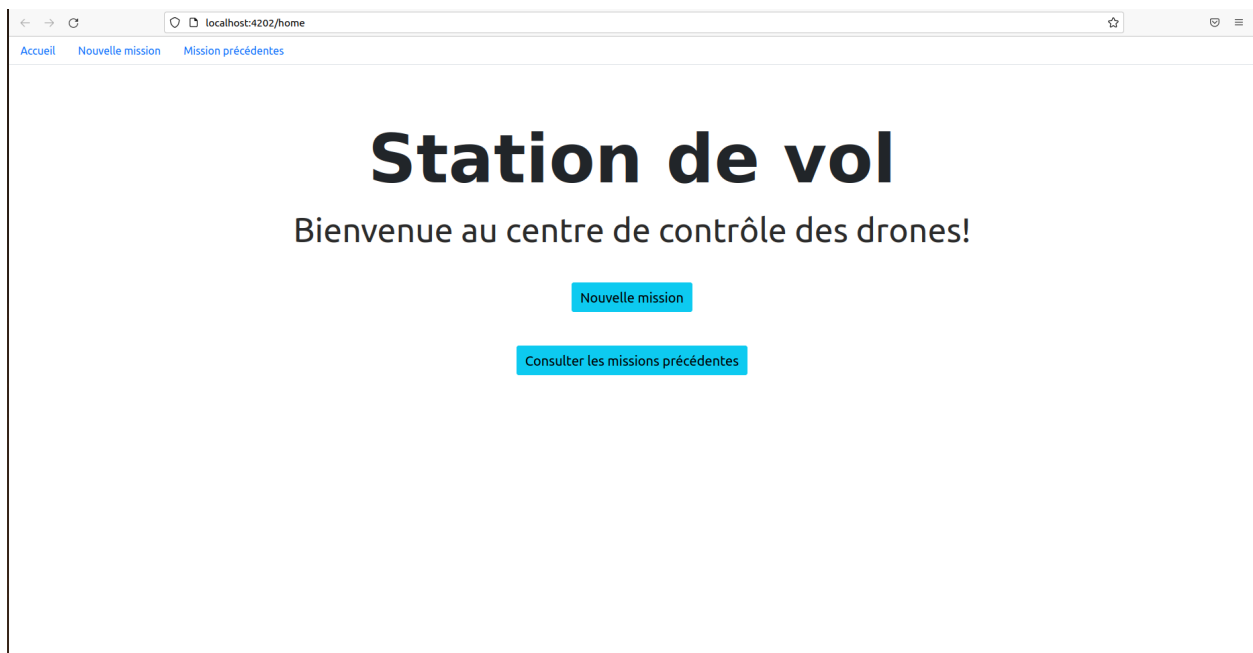 localhost:4202/home
Accueil Nouvelle mission Mission précédentes
Station de vol
Bienvenue au centre de contrôle des drones!
Nouvelle mission
Consulter les missions précédentes